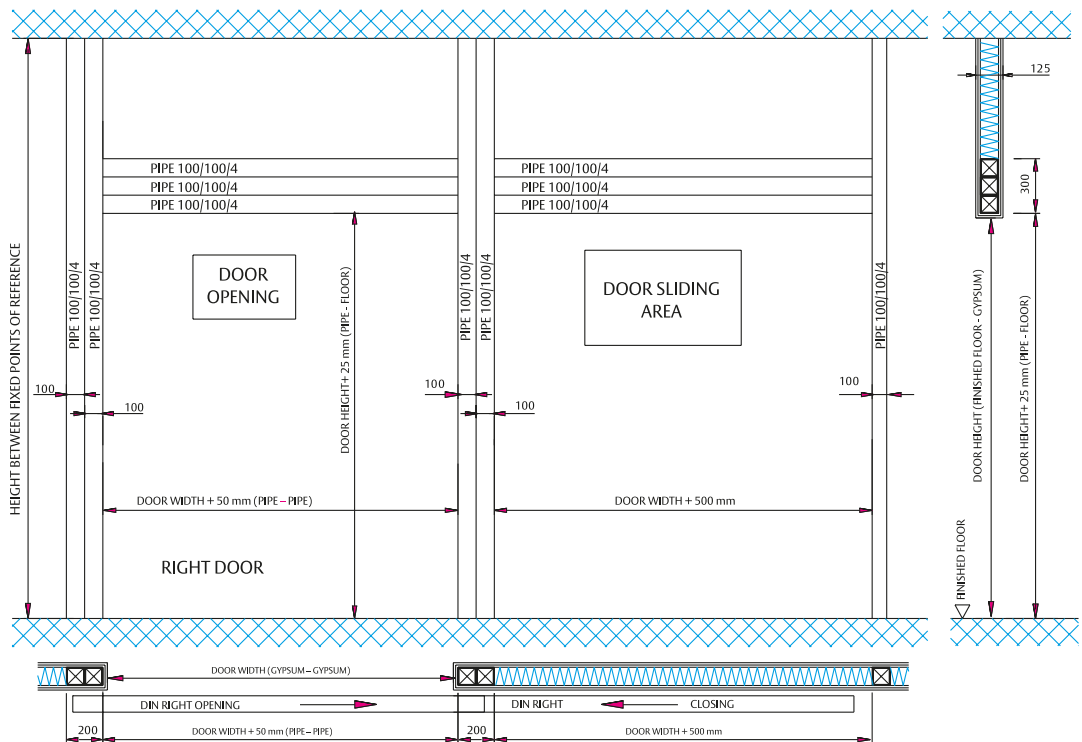 125
PIPE 100/100/4
PIPE 100/100/4
PIPE 100/100/4
PIPE 100/100/4
PIPE 100/100/4
PIPE 100/100/4
300
DOOR
OPENING
DOOR SLIDING
AREA
HEIGHT BETWEEN FIXED POINTS OF REFERENCE
PIPE 100/100/4
PIPE 100/100/4
DOOR HEIGHT+ 25 mm (PIPE - FLOOR)
PIPE 100/100/4
PIPE 100/100/4
PIPE 100/100/4
DOOR HEIGHT (FINISHED FLOOR - GYPSUM)
DOOR HEIGHT+ 25 mm (PIPE - FLOOR)
100
100
100
100
100
DOOR WIDTH + 50 mm (PIPE – PIPE)
DOOR WIDTH + 500 mm
RIGHT DOOR
FINISHED FLOOR
DOOR WIDTH (GYPSUM – GYPSUM)
DIN RIGHT OPENING
DIN RIGHT
CLOSING
200
DOOR WIDTH + 50 mm (PIPE – PIPE)
200
DOOR WIDTH + 500 mm